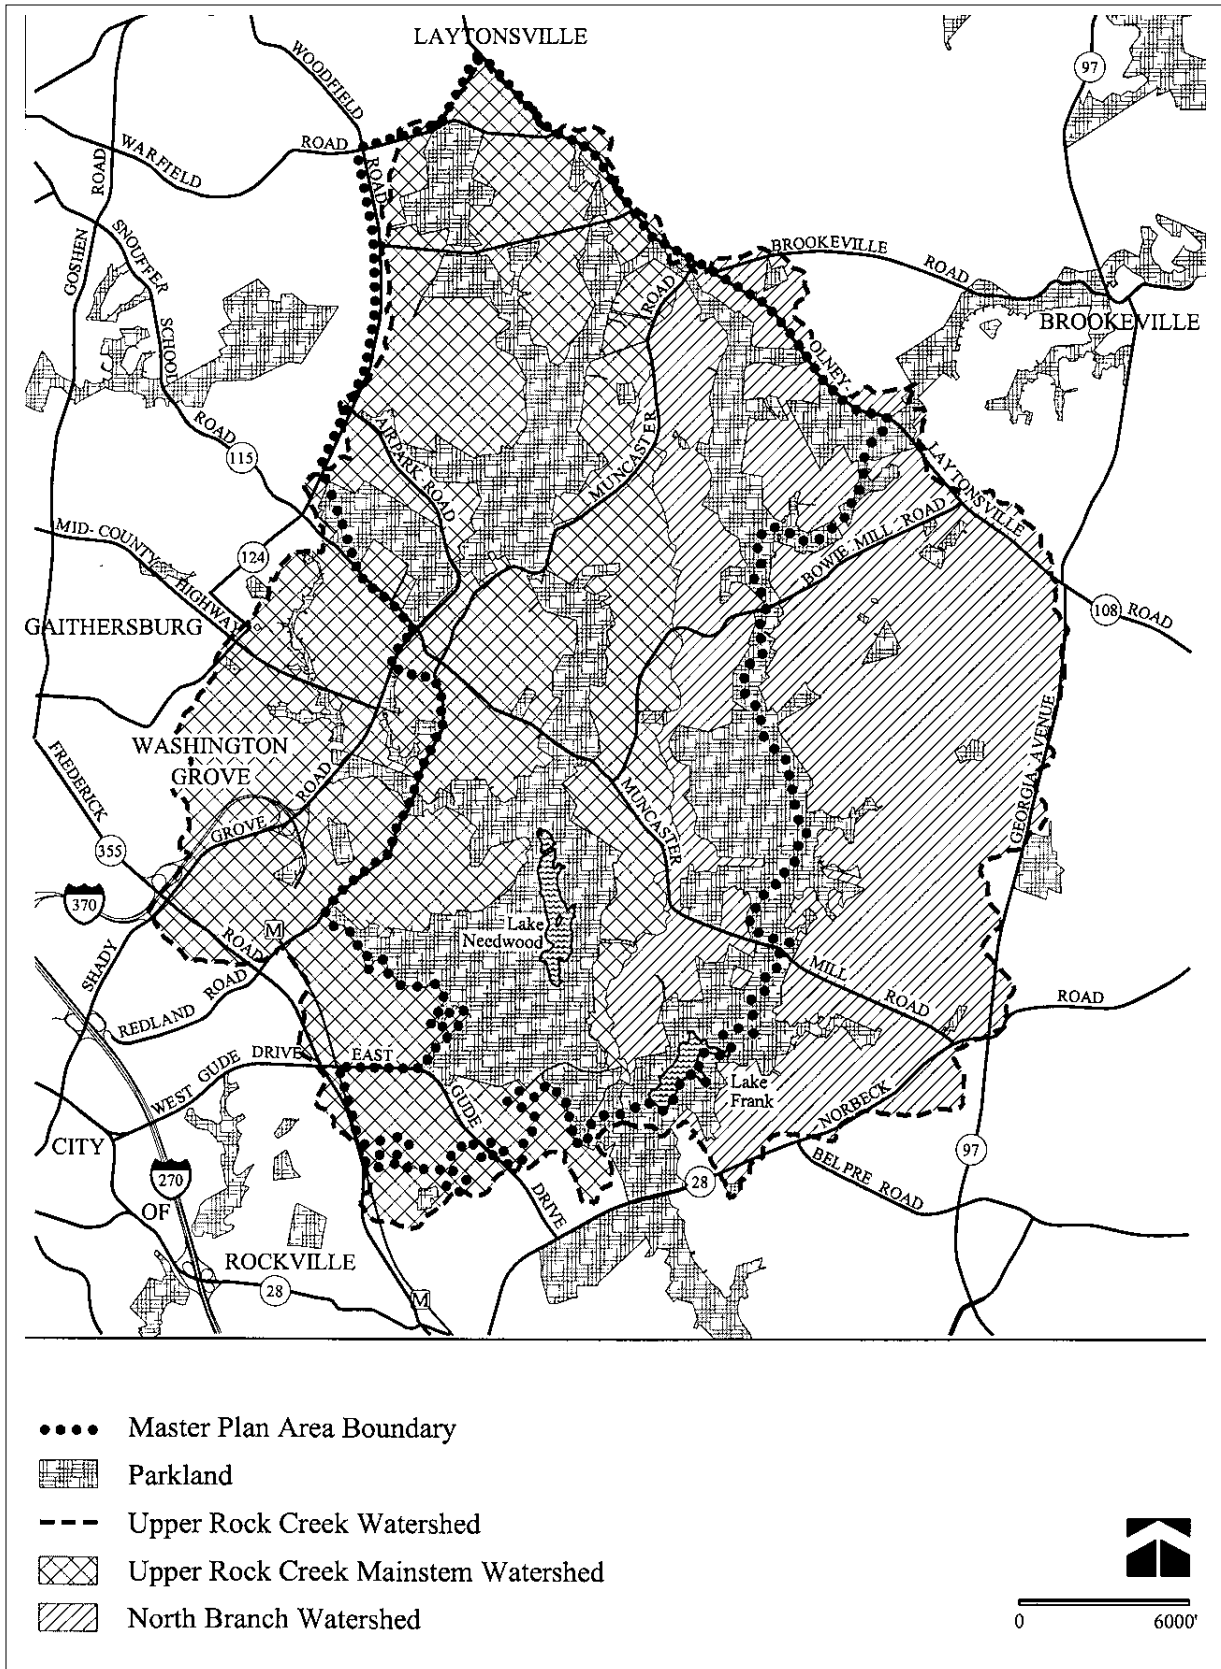 LAYTONSVILLE
WOODFIELD
ROAD
97
WARFIELD
ROAD
ROAD
GOSHEN
SNOUFFER
SCHOOL
ROAD
115
BROOKEVILLE
ROAD
BROOKEVILLE
ROAD
MUNCASTER
OLNEY-
LAYTONSVILLE
108
ROAD
AIRPARK ROAD
BOWIE MILL ROAD
MID-COUNTY
HIGHWAY
124
GAITHERSBURG
WASHINGTON
GROVE
GROVE
ROAD
FREDERICK
355
ROAD
370
SHADY
M
REDLAND ROAD
MUNCASTER
MILL
ROAD
GEORGIA AVENUE
Lake
Needwood
ROAD
WEST GUDE DRIVE
EAST
GUDE
DRIVE
Lake
Frank
NORBECK
97
28
BELPRE ROAD
CITY
270
OF
ROCKVILLE
28
M
Master Plan Area Boundary
Parkland
Upper Rock Creek Watershed
Upper Rock Creek Mainstem Watershed
North Branch Watershed
0 6000'